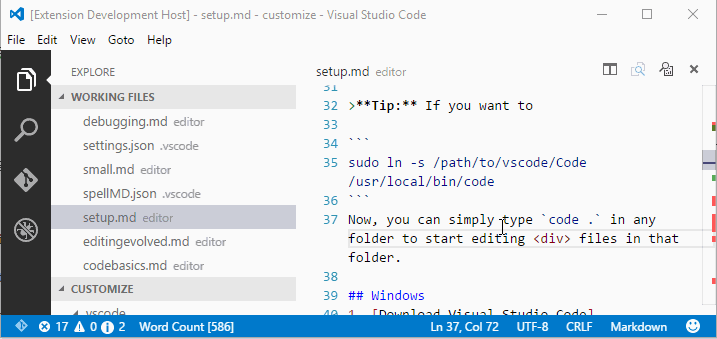 [Extension Development Host] - setup.md - customize - Visual Studio Code
File Edit View Goto Help
EXPLORE
WORKING FILES
debugging.md editor
settings.json .vscode
small.md editor
spellMD.json .vscode
setup.md editor
editingevolved.md editor
codebasics.md editor
CUSTOMIZE
.vscode
setup.md editor
31
32 >**Tip:** If you want to
33
34 ```
35 sudo ln -s /path/to/vscode/Code
/usr/local/bin/code
36 ```
37 Now, you can simply type `code .` in any
folder to start editing <div> files in that
folder.
38
39 ## Windows
1. [Download Visual Studio Code]
17 0 2 Word Count [586] Ln 37, Col 72 UTF-8 CRLF Markdown